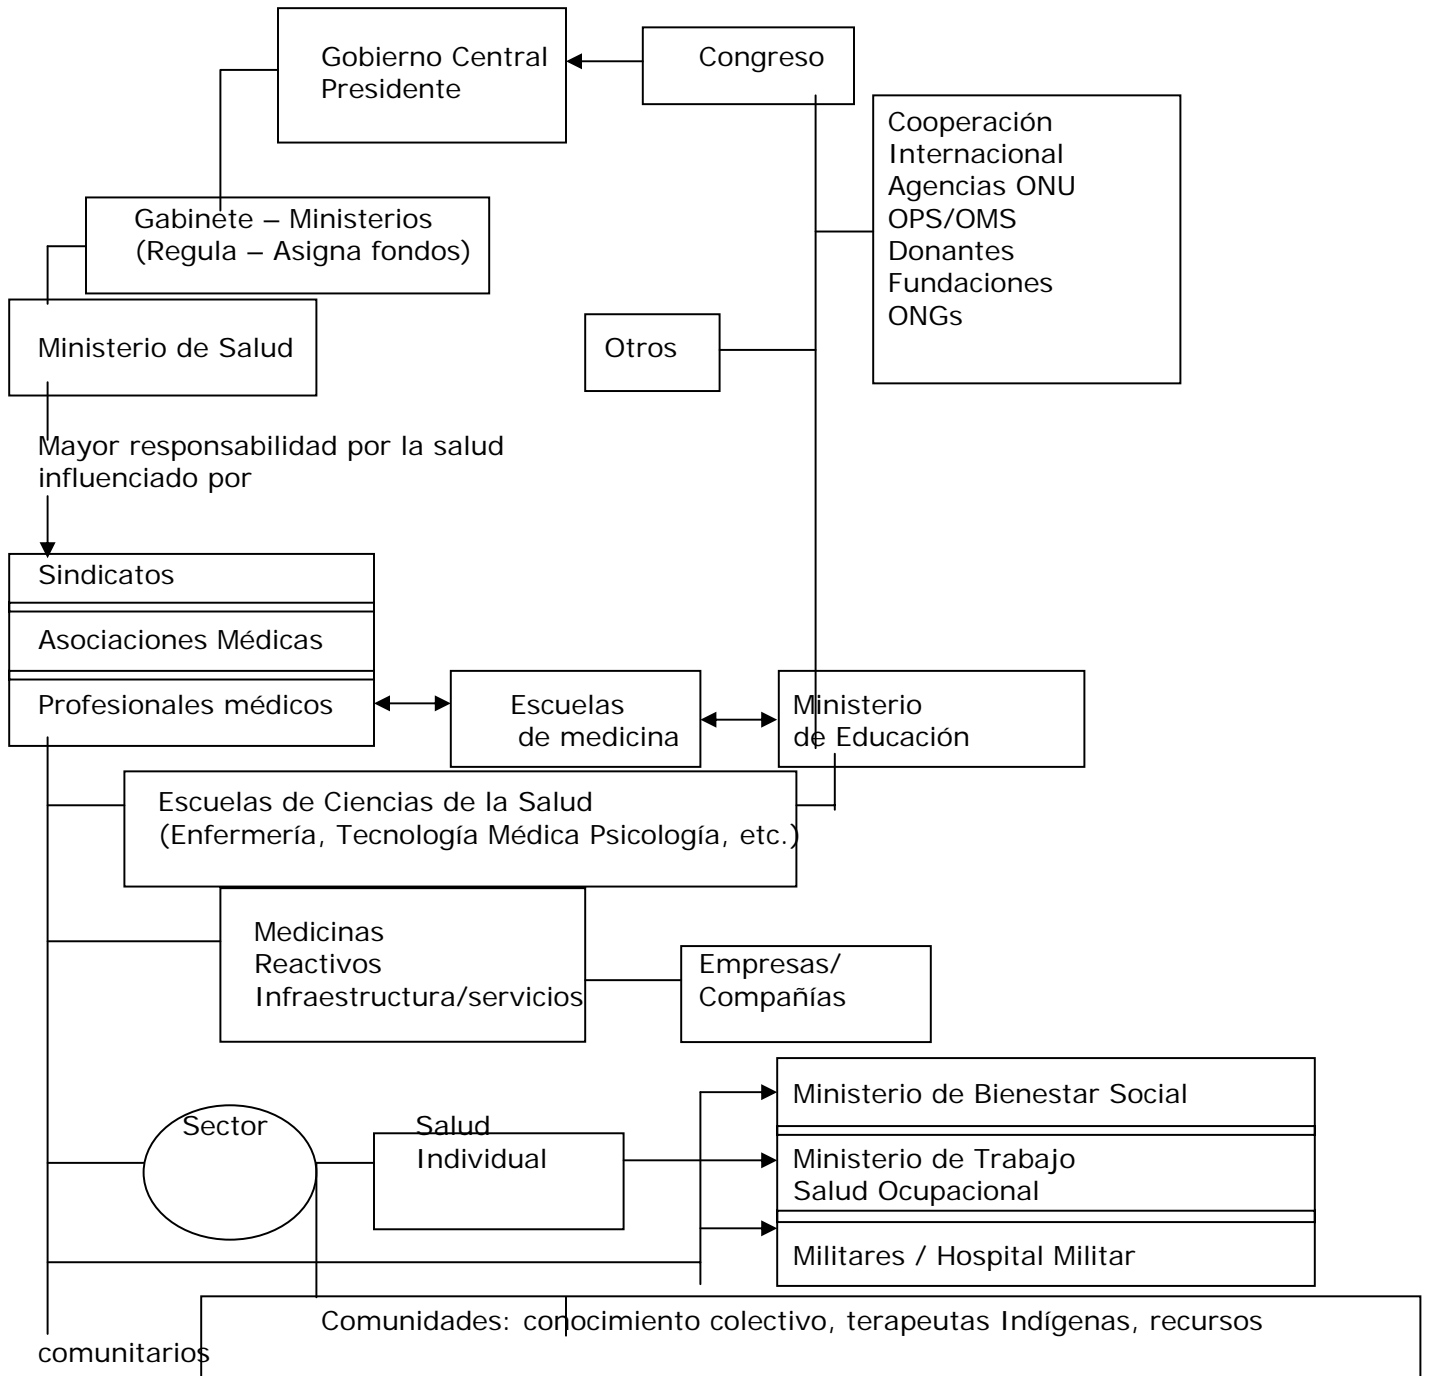 Gobierno Central
Presidente
Congreso
Cooperación
Internacional
Agencias ONU
OPS/OMS
Donantes
Fundaciones
ONGs
Gabinete – Ministerios
(Regula – Asigna fondos)
Ministerio de Salud
Otros
Mayor responsabilidad por la salud
influenciado por
Sindicatos
Asociaciones Médicas
Profesionales médicos
Escuelas
de medicina
Ministerio
de Educación
Escuelas de Ciencias de la Salud
(Enfermería, Tecnología Médica Psicología, etc.)
Medicinas
Reactivos
Infraestructura/servicios
Empresas/
Compañías
Sector
Salud
Individual
Ministerio de Bienestar Social
Ministerio de Trabajo
Salud Ocupacional
Militares / Hospital Militar
Comunidades: conocimiento colectivo, terapeutas Indígenas, recursos
comunitarios